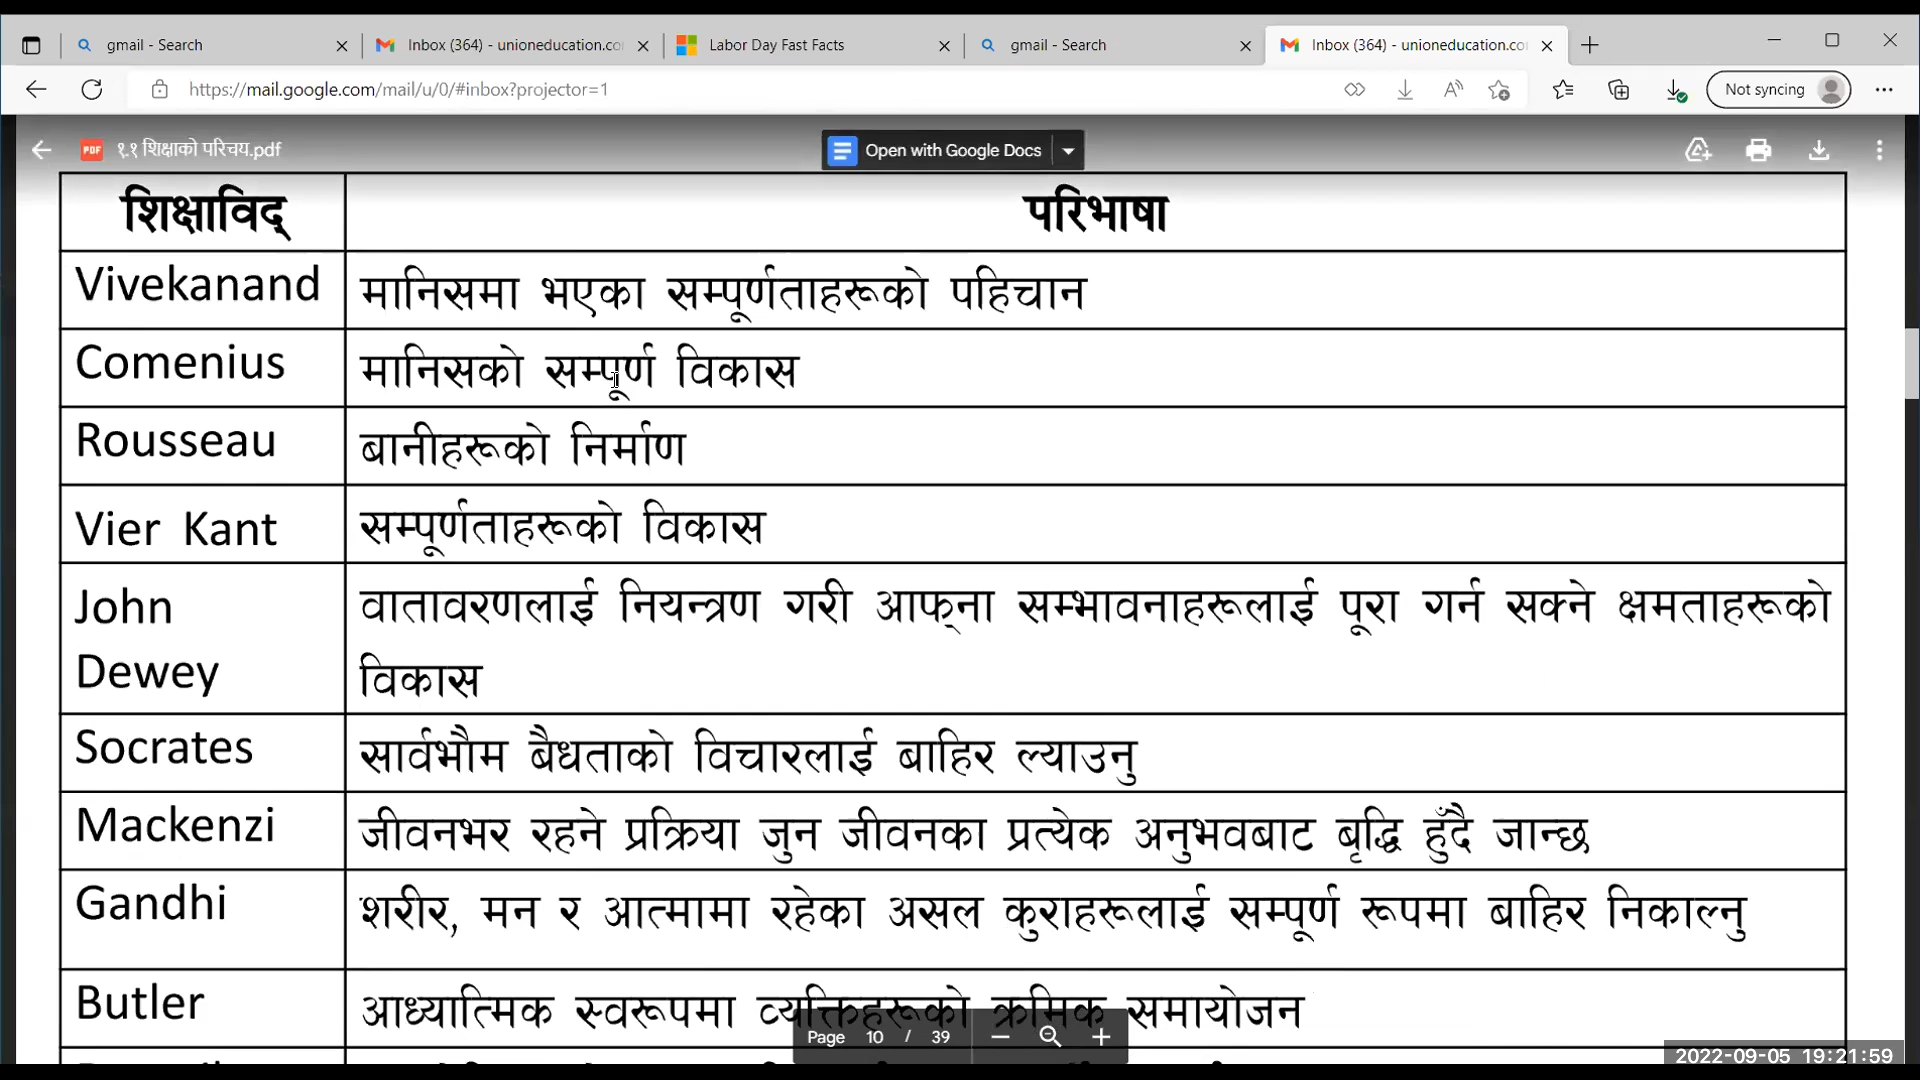 gmail - Search
Inbox (364) - unioneducation.co
Labor Day Fast Facts
gmail - Search
Inbox (364) - unioneducation.co
https://mail.google.com/mail/u/0/#inbox?projector=1
Not syncing
PDF १.१ शिक्षाको परिचय.pdf
Open with Google Docs
शिक्षाविद् परिभाषा
Vivekanand मानिसमा भएका सम्पूर्णताहरूको पहिचान
Comenius मानिसको सम्पूर्ण विकास
Rousseau बानीहरूको निर्माण
Vier Kant सम्पूर्णताहरूको विकास
John वातावरणलाई नियन्त्रण गरी आफ्ना सम्भावनाहरूलाई पूरा गर्न सक्ने क्षमताहरूको
Dewey विकास
Socrates सार्वभौम बैधताको विचारलाई बाहिर ल्याउनु
Mackenzi जीवनभर रहने प्रक्रिया जुन जीवनका प्रत्येक अनुभवबाट बृद्धि हुँदै जान्छ
Gandhi शरीर, मन र आत्मामा रहेका असल कुराहरूलाई सम्पूर्ण रूपमा बाहिर निकाल्नु
Butler आध्यात्मिक स्वरूपमा व्यक्तिहरूको क्रमिक समायोजन
Page 10 / 39
2022-09-05 19:21:59